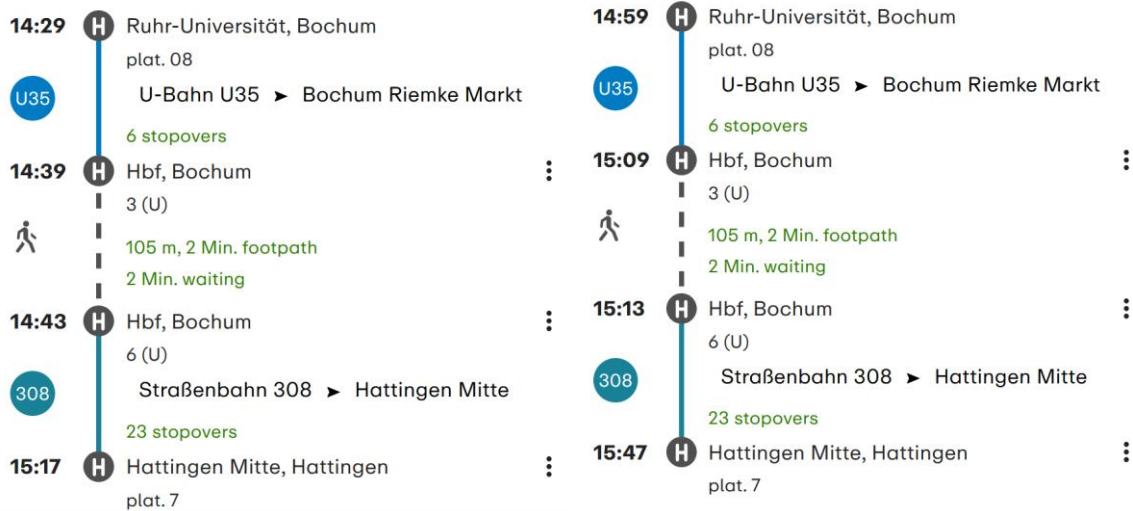 14:29 H Ruhr-Universität, Bochum
plat. 08
U35 U-Bahn U35 ➤ Bochum Riemke Markt
6 stopovers
14:39 H Hbf, Bochum
3 (U)
105 m, 2 Min. footpath
2 Min. waiting
14:43 H Hbf, Bochum
6 (U)
308 Straßenbahn 308 ➤ Hattingen Mitte
23 stopovers
15:17 H Hattingen Mitte, Hattingen
plat. 7
14:59 H Ruhr-Universität, Bochum
plat. 08
U35 U-Bahn U35 ➤ Bochum Riemke Markt
6 stopovers
15:09 H Hbf, Bochum
3 (U)
105 m, 2 Min. footpath
2 Min. waiting
15:13 H Hbf, Bochum
6 (U)
308 Straßenbahn 308 ➤ Hattingen Mitte
23 stopovers
15:47 H Hattingen Mitte, Hattingen
plat. 7